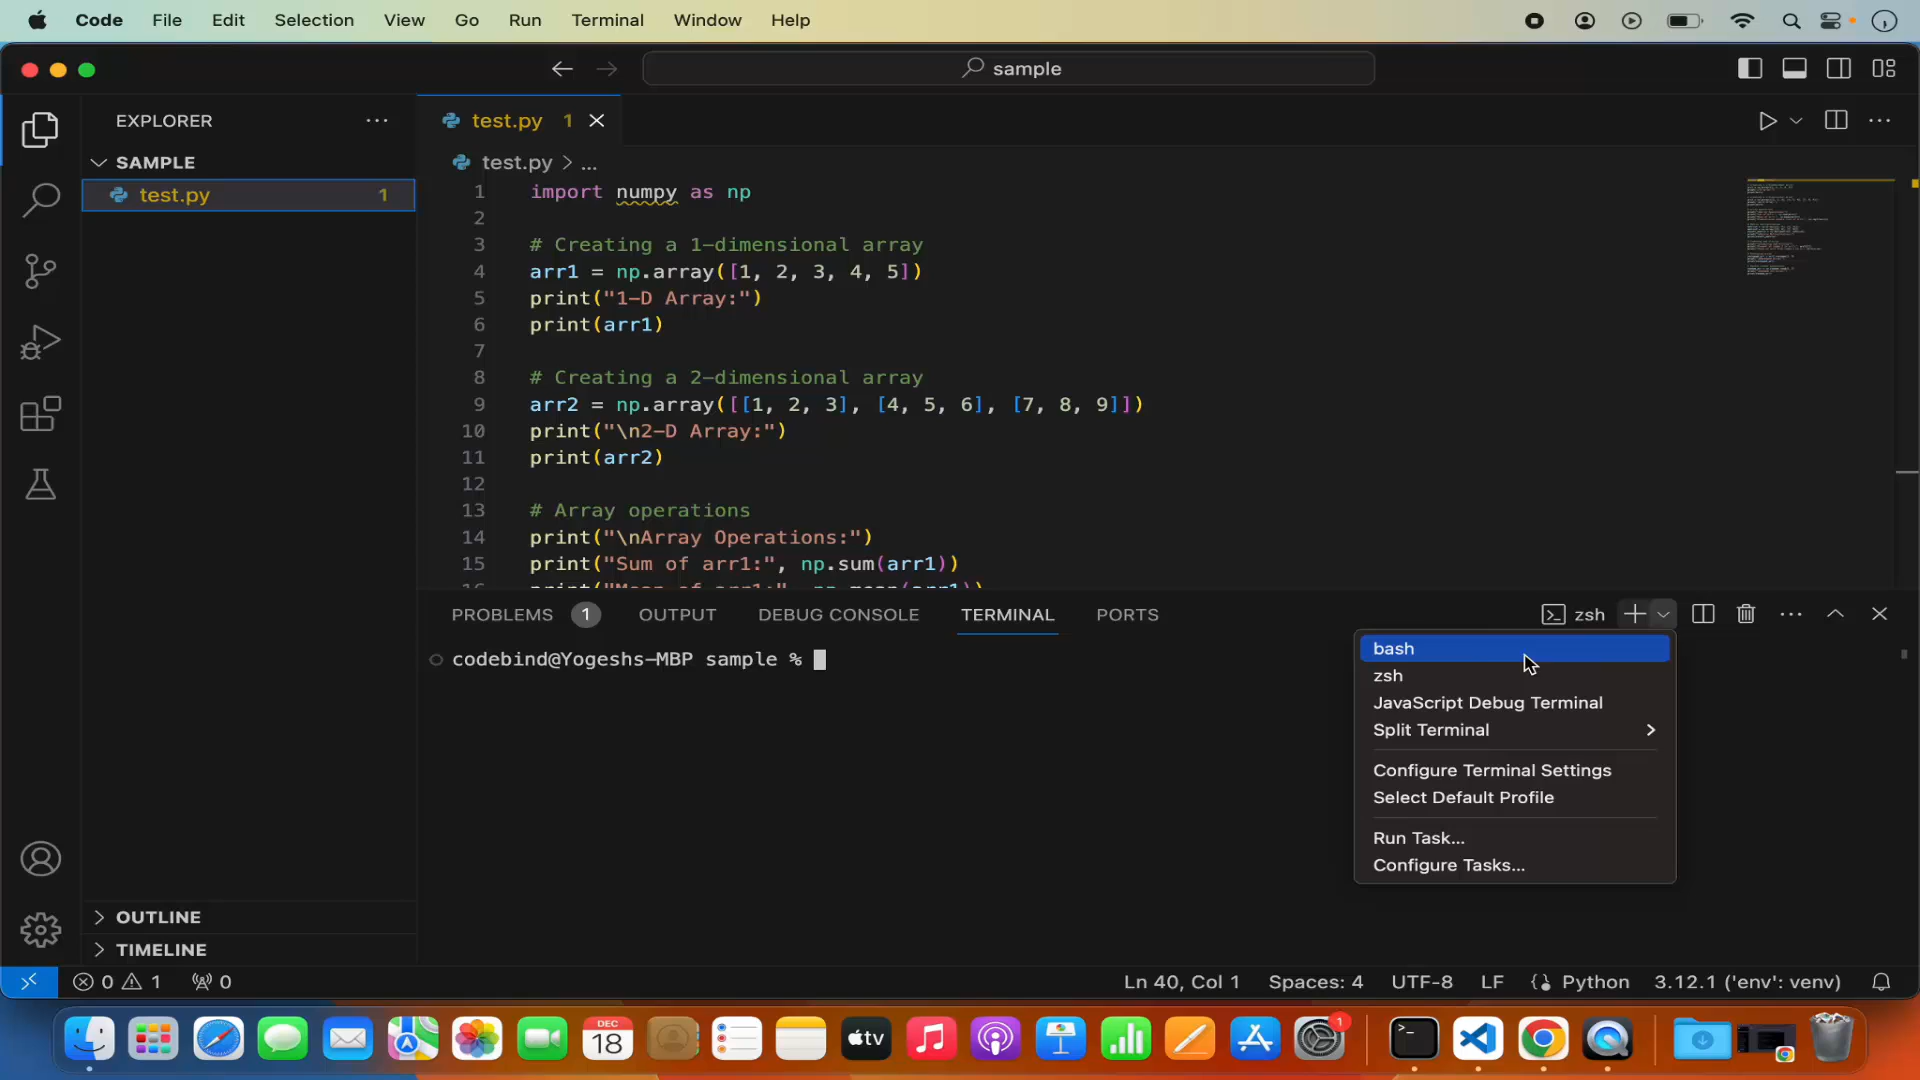 Code File Edit Selection View Go Run Terminal Window Help
sample
EXPLORER
test.py 1
SAMPLE
test.py > ...
test.py 1
1 import numpy as np
2
3 # Creating a 1-dimensional array
4 arr1 = np.array([1, 2, 3, 4, 5])
5 print("1-D Array:")
6 print(arr1)
7
8 # Creating a 2-dimensional array
9 arr2 = np.array([[1, 2, 3], [4, 5, 6], [7, 8, 9]])
10 print("\n2-D Array:")
11 print(arr2)
12
13 # Array operations
14 print("\nArray Operations:")
15 print("Sum of arr1:", np.sum(arr1))
PROBLEMS 1 OUTPUT DEBUG CONSOLE TERMINAL PORTS
zsh
codebind@Yogeshs-MBP sample %
bash
zsh
JavaScript Debug Terminal
Split Terminal
Configure Terminal Settings
Select Default Profile
Run Task...
Configure Tasks...
OUTLINE
TIMELINE
0 1 0
Ln 40, Col 1 Spaces: 4 UTF-8 LF Python 3.12.1 ('env': venv)
DEC
18
tv
1